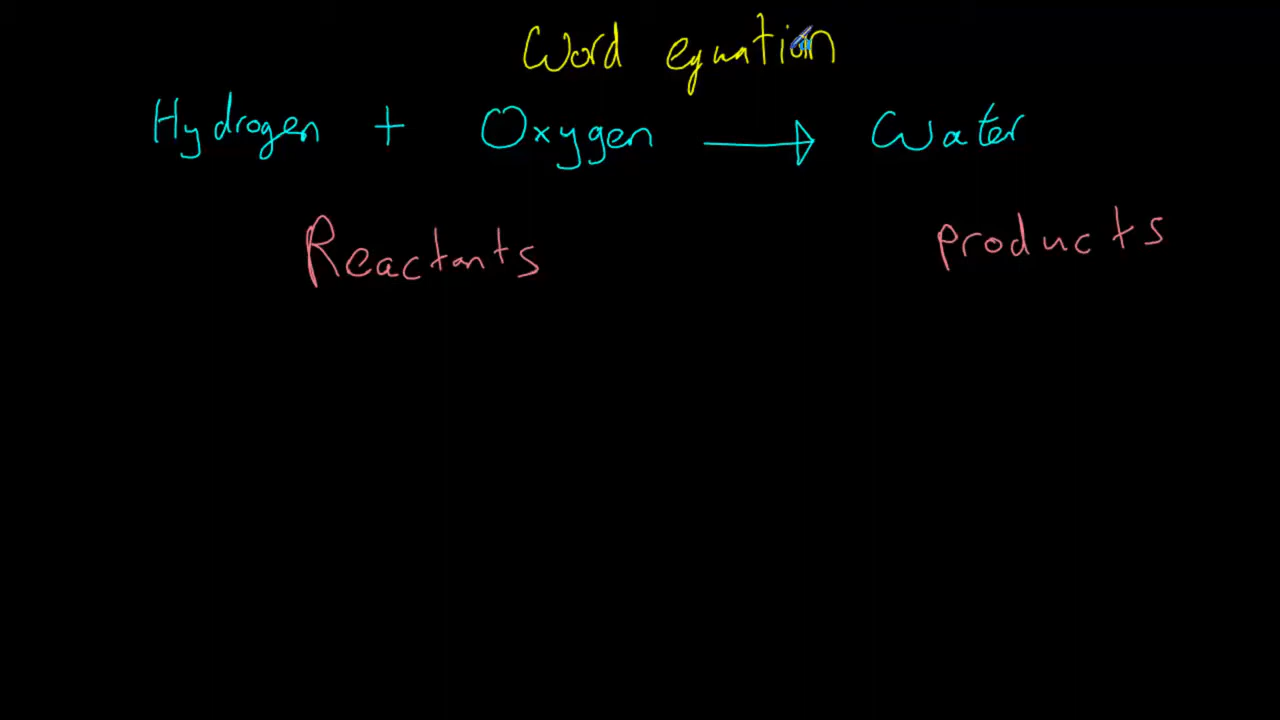 Word equation
Hydrogen + Oxygen → Water
Reactants products